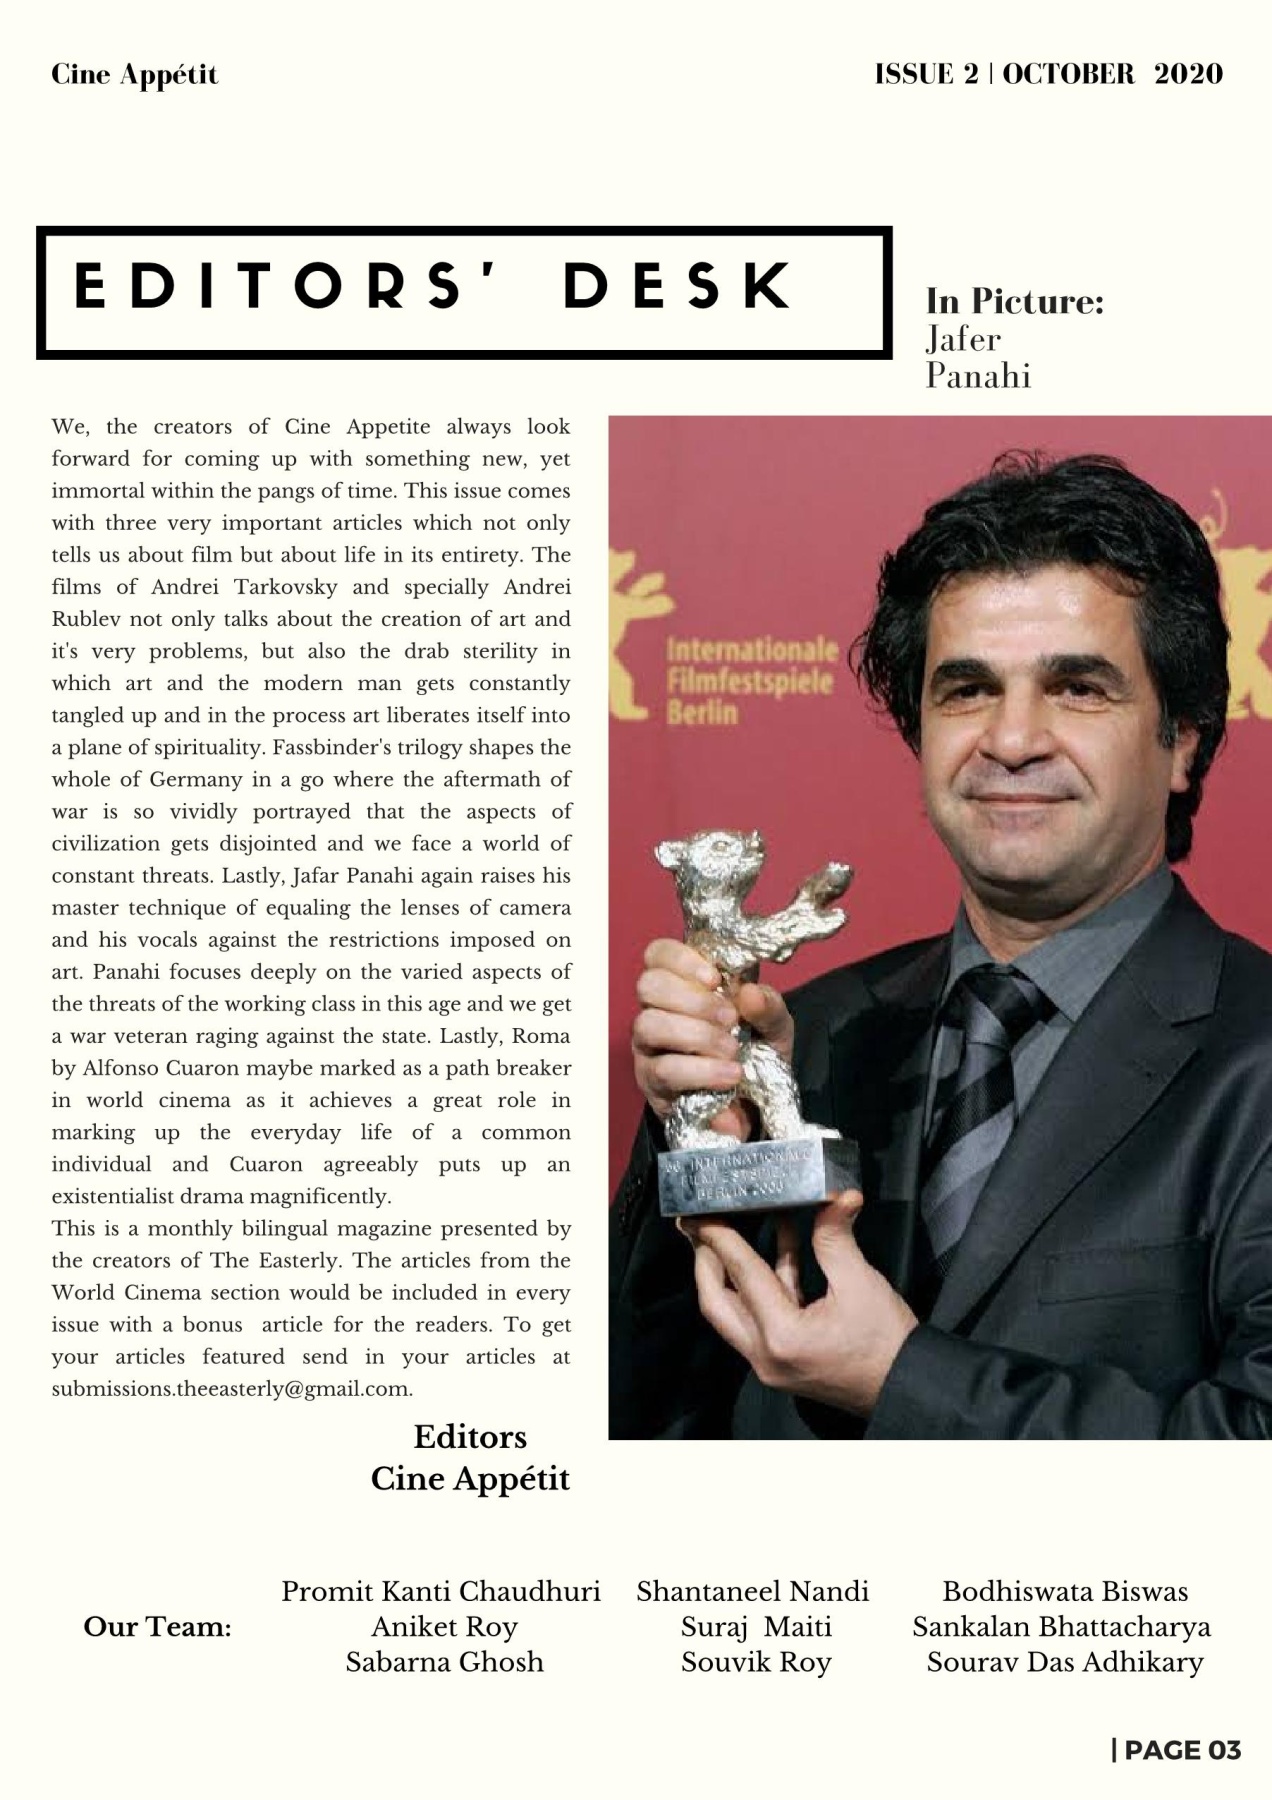 Cine Appétit
ISSUE 2 | OCTOBER 2020
EDITORS' DESK
In Picture:
Jafer
Panahi
We, the creators of Cine Appetite always look
forward for coming up with something new, yet
immortal within the pangs of time. This issue comes
with three very important articles which not only
tells us about film but about life in its entirety. The
films of Andrei Tarkovsky and specially Andrei
Rublev not only talks about the creation of art and
it's very problems, but also the drab sterility in
which art and the modern man gets constantly
tangled up and in the process art liberates itself into
a plane of spirituality. Fassbinder's trilogy shapes the
whole of Germany in a go where the aftermath of
war is so vividly portrayed that the aspects of
civilization gets disjointed and we face a world of
constant threats. Lastly, Jafar Panahi again raises his
master technique of equaling the lenses of camera
and his vocals against the restrictions imposed on
art. Panahi focuses deeply on the varied aspects of
the threats of the working class in this age and we get
a war veteran raging against the state. Lastly, Roma
by Alfonso Cuaron maybe marked as a path breaker
in world cinema as it achieves a great role in
marking up the everyday life of a common
individual and Cuaron agreeably puts up an
existentialist drama magnificently.
This is a monthly bilingual magazine presented by
the creators of The Easterly. The articles from the
World Cinema section would be included in every
issue with a bonus article for the readers. To get
your articles featured send in your articles at
submissions.theeasterly@gmail.com.
Editors
Cine Appétit
Internationale
Filmfestspiele
Berlin
INTERNATIONALE
FILMFESTSPIELE
BERLIN
Our Team:
Promit Kanti Chaudhuri
Aniket Roy
Sabarna Ghosh
Shantaneel Nandi
Suraj Maiti
Souvik Roy
Bodhiswata Biswas
Sankalan Bhattacharya
Sourav Das Adhikary
| PAGE 03